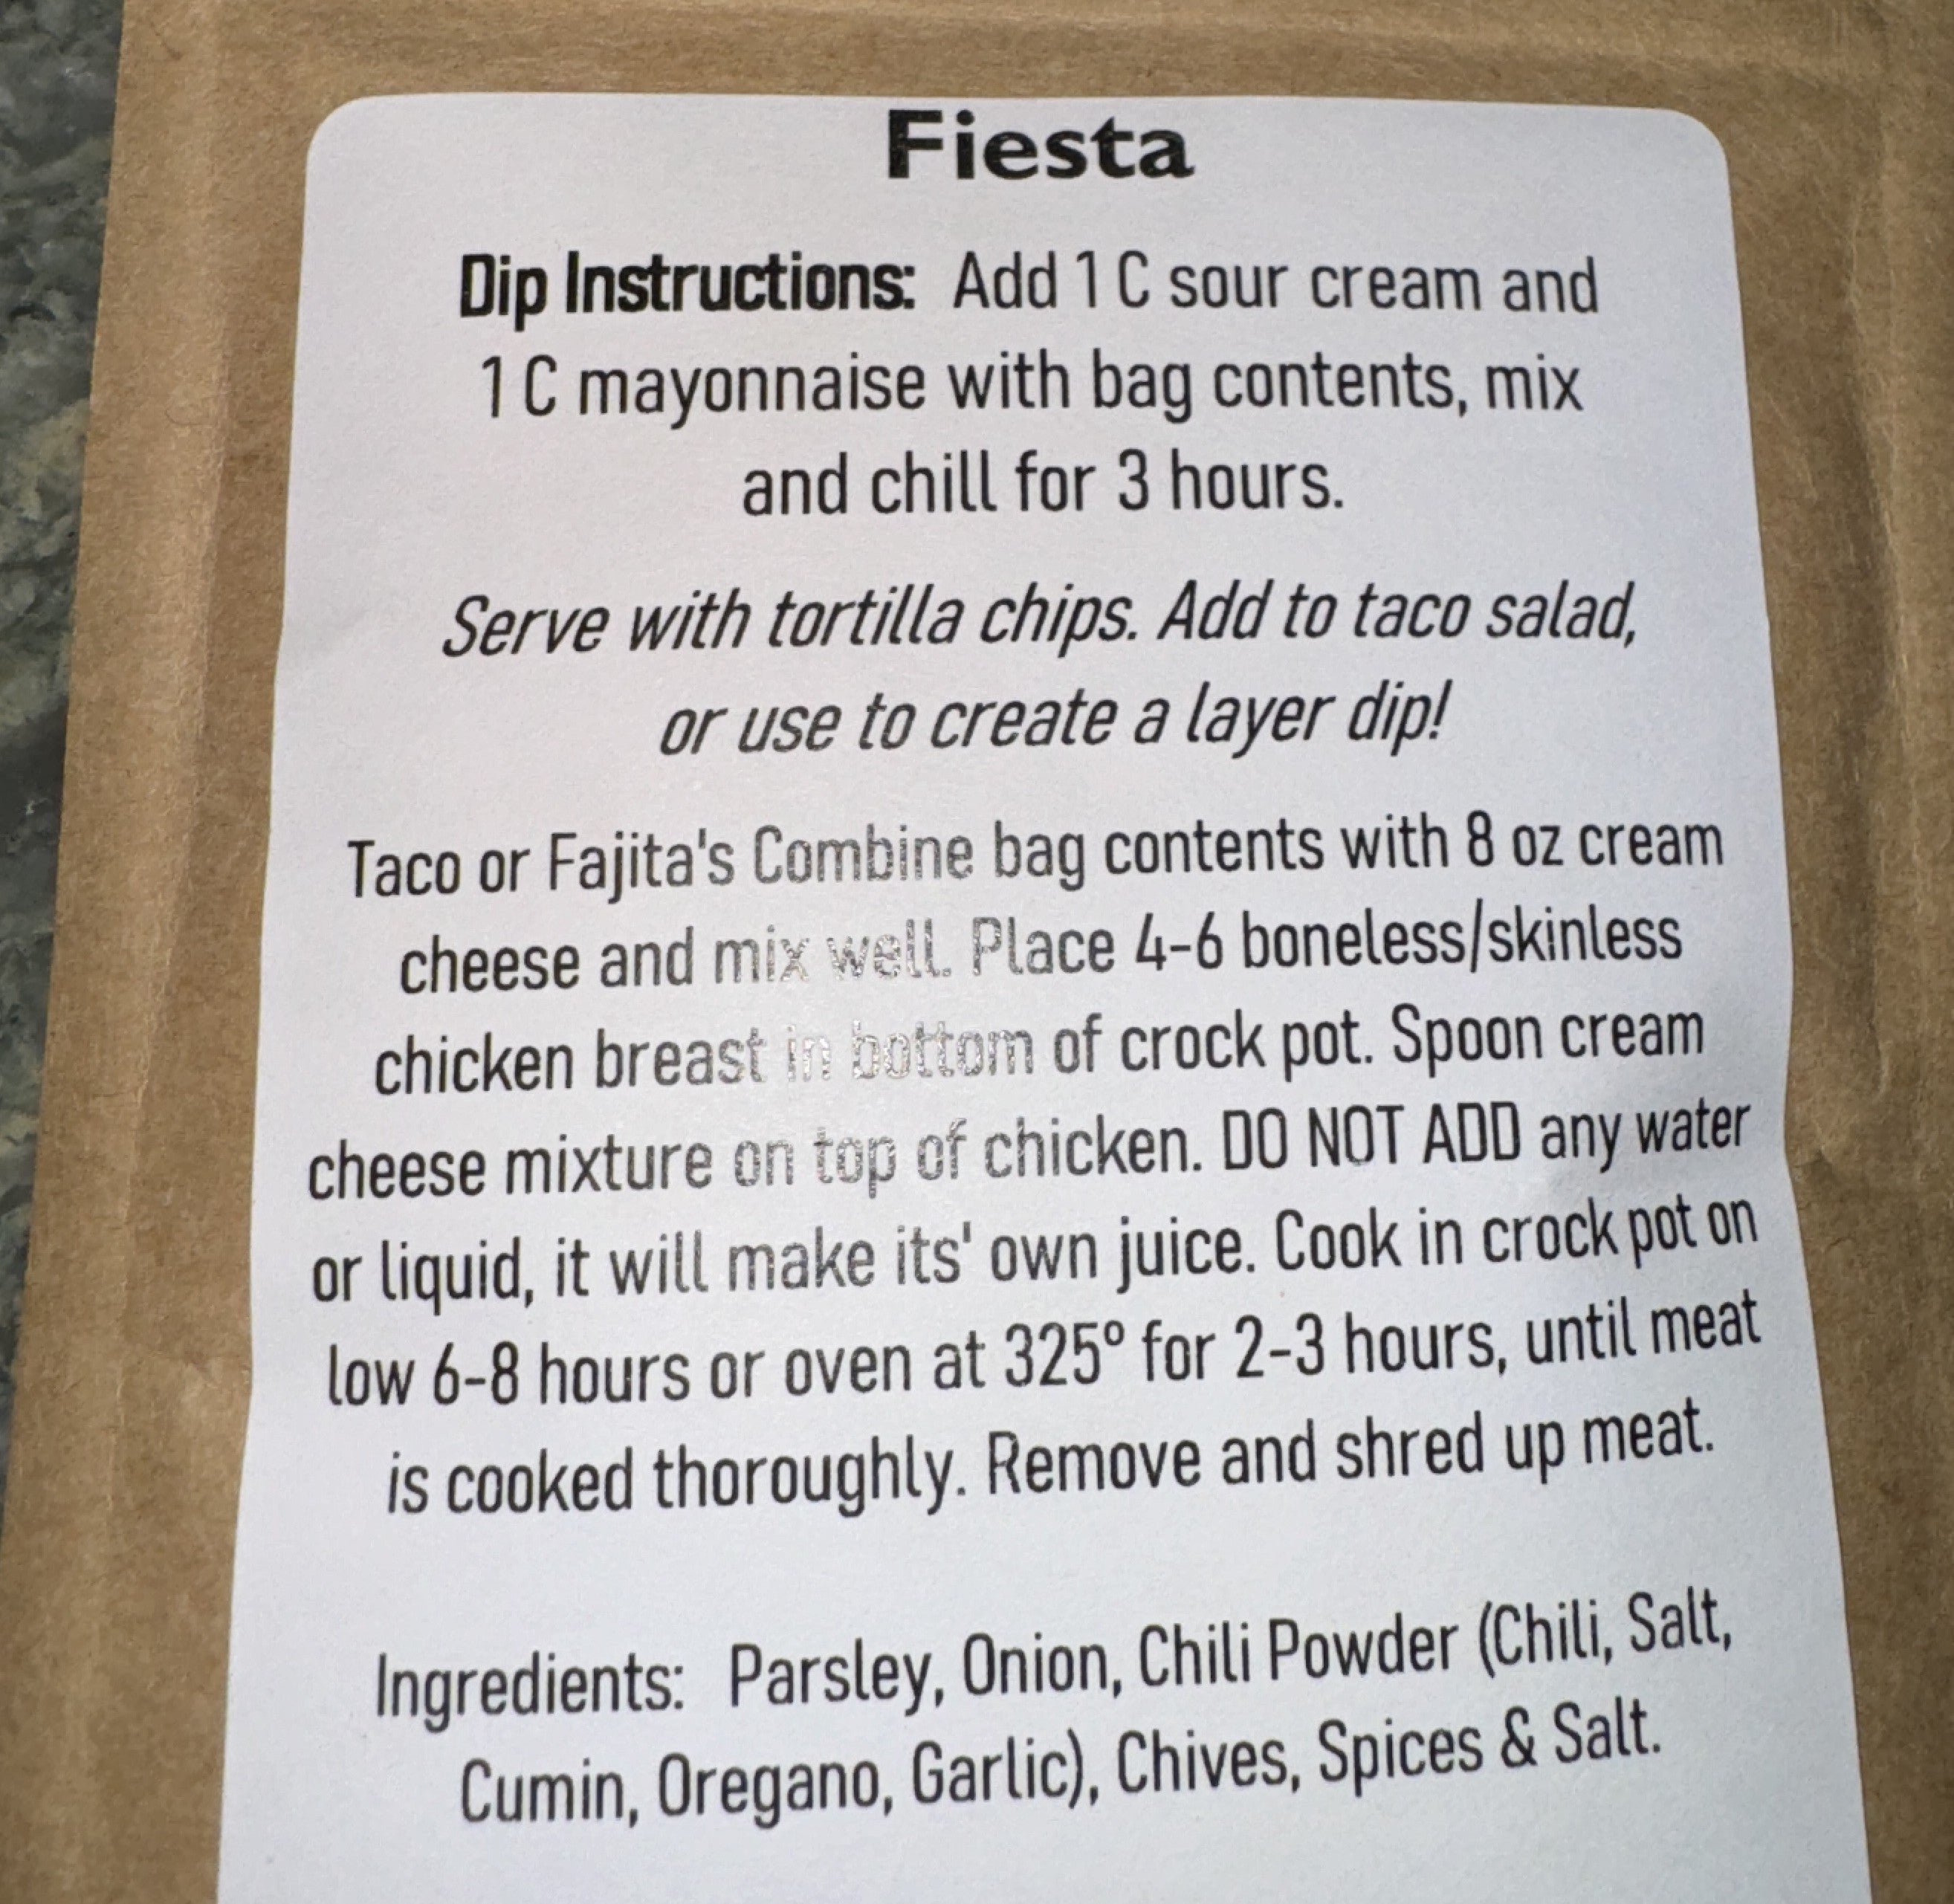 Fiesta
Dip Instructions: Add 1 C sour cream and
1 C mayonnaise with bag contents, mix
and chill for 3 hours.
Serve with tortilla chips. Add to taco salad,
or use to create a layer dip!
Taco or Fajita's Combine bag contents with 8 oz cream
cheese and mix well. Place 4-6 boneless/skinless
chicken breast in bottom of crock pot. Spoon cream
cheese mixture on top of chicken. DO NOT ADD any water
or liquid, it will make its' own juice. Cook in crock pot on
low 6-8 hours or oven at 325° for 2-3 hours, until meat
is cooked thoroughly. Remove and shred up meat.
Ingredients: Parsley, Onion, Chili Powder (Chili, Salt,
Cumin, Oregano, Garlic), Chives, Spices & Salt.